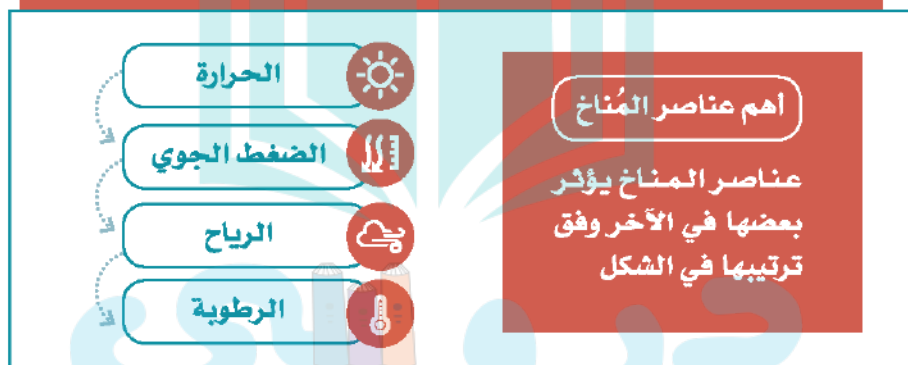 أهم عناصر المُناخ
عناصر المناخ يؤثر
بعضها في الآخر وفق
ترتيبها في الشكل
الحرارة
الضغط الجوي
الرياح
الرطوبة